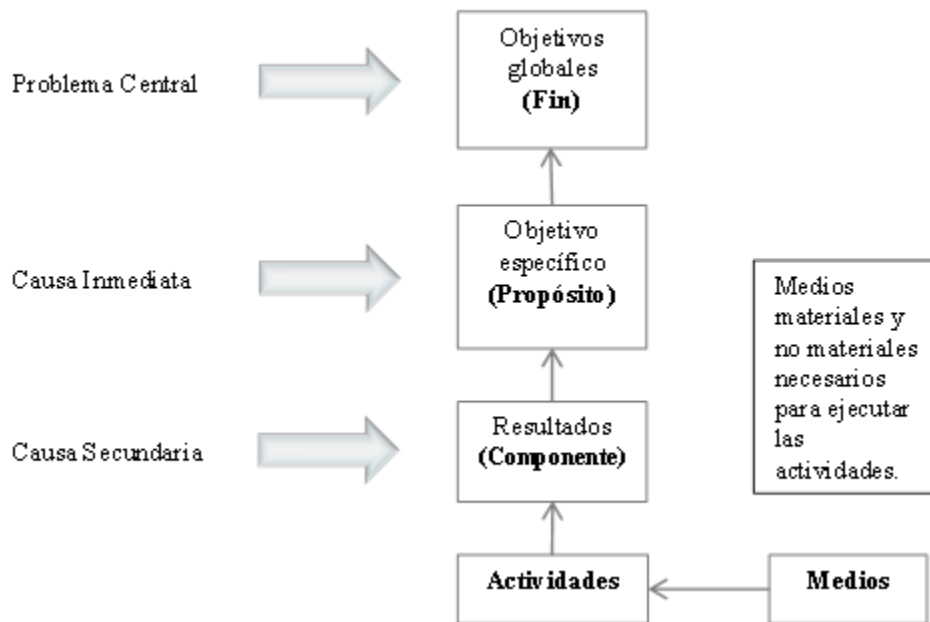 Objetivos
globales
(Fin)
Problema Central
Objetivo
específico
(Propósito)
Causa Inmediata
Medios
materiales y
no materiales
necesarios
para ejecutar
las
actividades.
Resultados
(Componente)
Causa Secundaria
Actividades
Medios